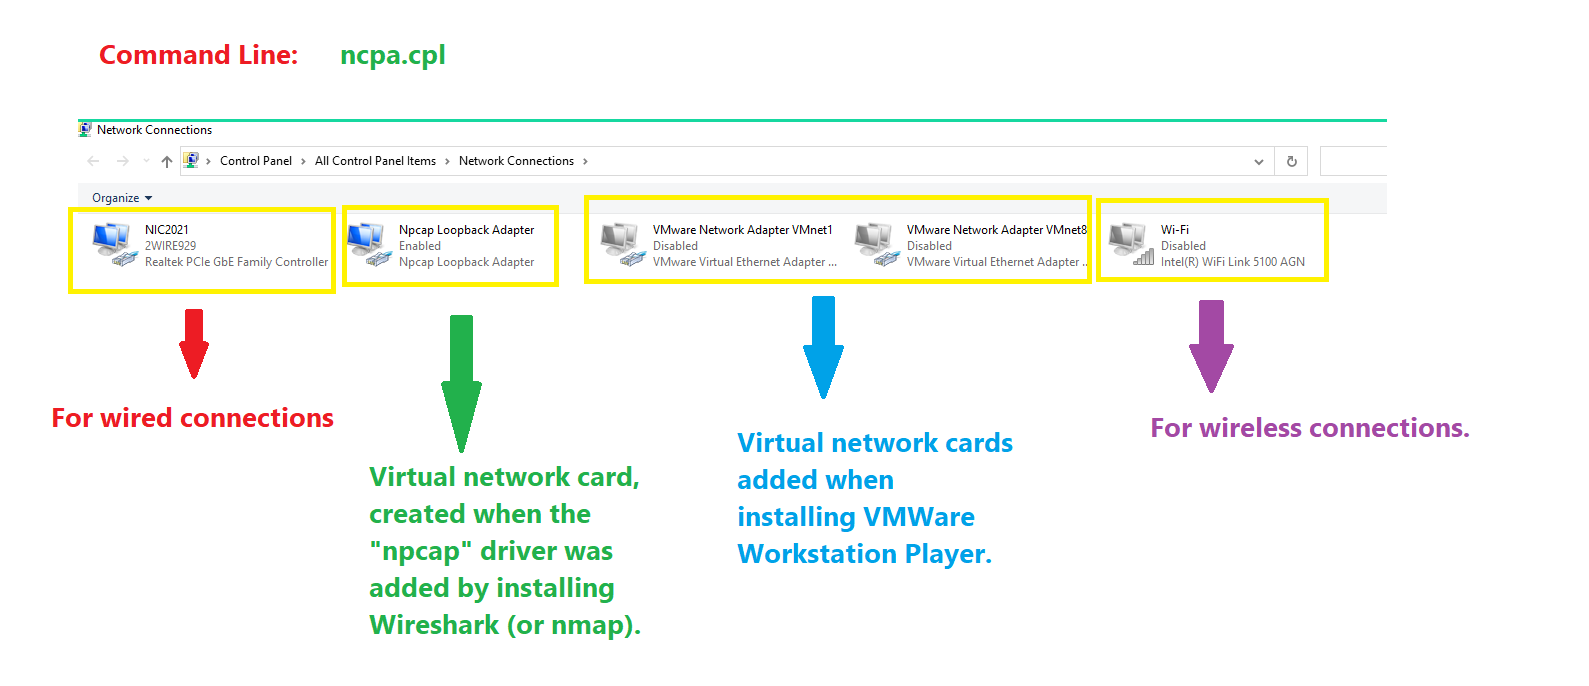 Command Line: ncpa.cpl
Network Connections
Control Panel › All Control Panel Items › Network Connections ›
Organize
NIC2021
2WIRE929
Realtek PCIe GbE Family Controller
Npcap Loopback Adapter
Enabled
Npcap Loopback Adapter
VMware Network Adapter VMnet1
Disabled
VMware Virtual Ethernet Adapter ...
VMware Network Adapter VMnet8
Disabled
VMware Virtual Ethernet Adapter ..
Wi-Fi
Disabled
Intel(R) WiFi Link 5100 AGN
For wired connections
Virtual network card,
created when the
"npcap" driver was
added by installing
Wireshark (or nmap).
Virtual network cards
added when
installing VMWare
Workstation Player.
For wireless connections.